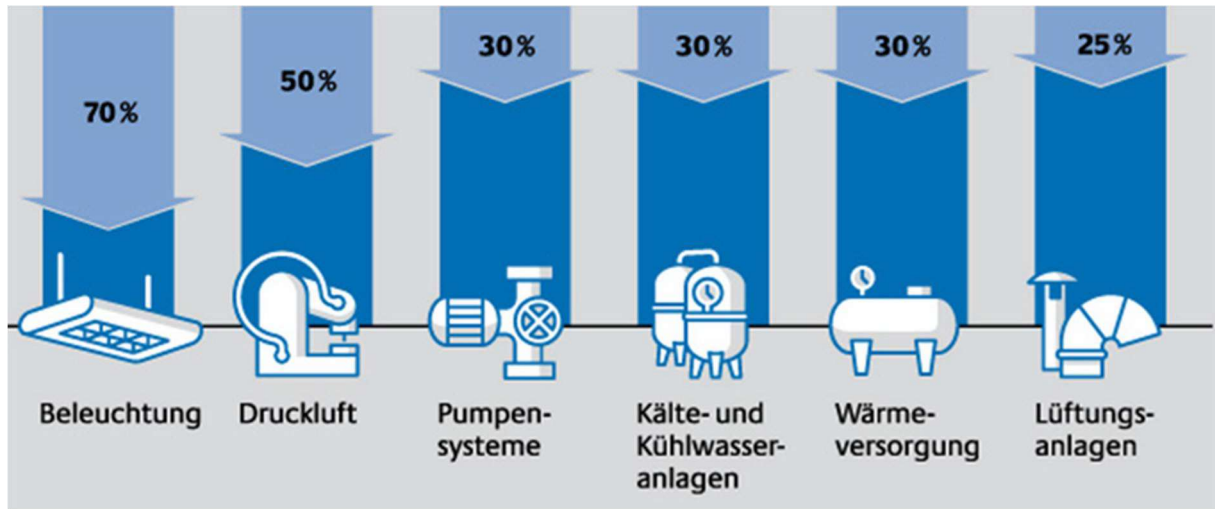 70%
50%
30%
30%
30%
25%
Beleuchtung
Druckluft
Pumpen-
systeme
Kälte- und
Kühlwasser-
anlagen
Wärme-
versorgung
Lüftungs-
anlagen